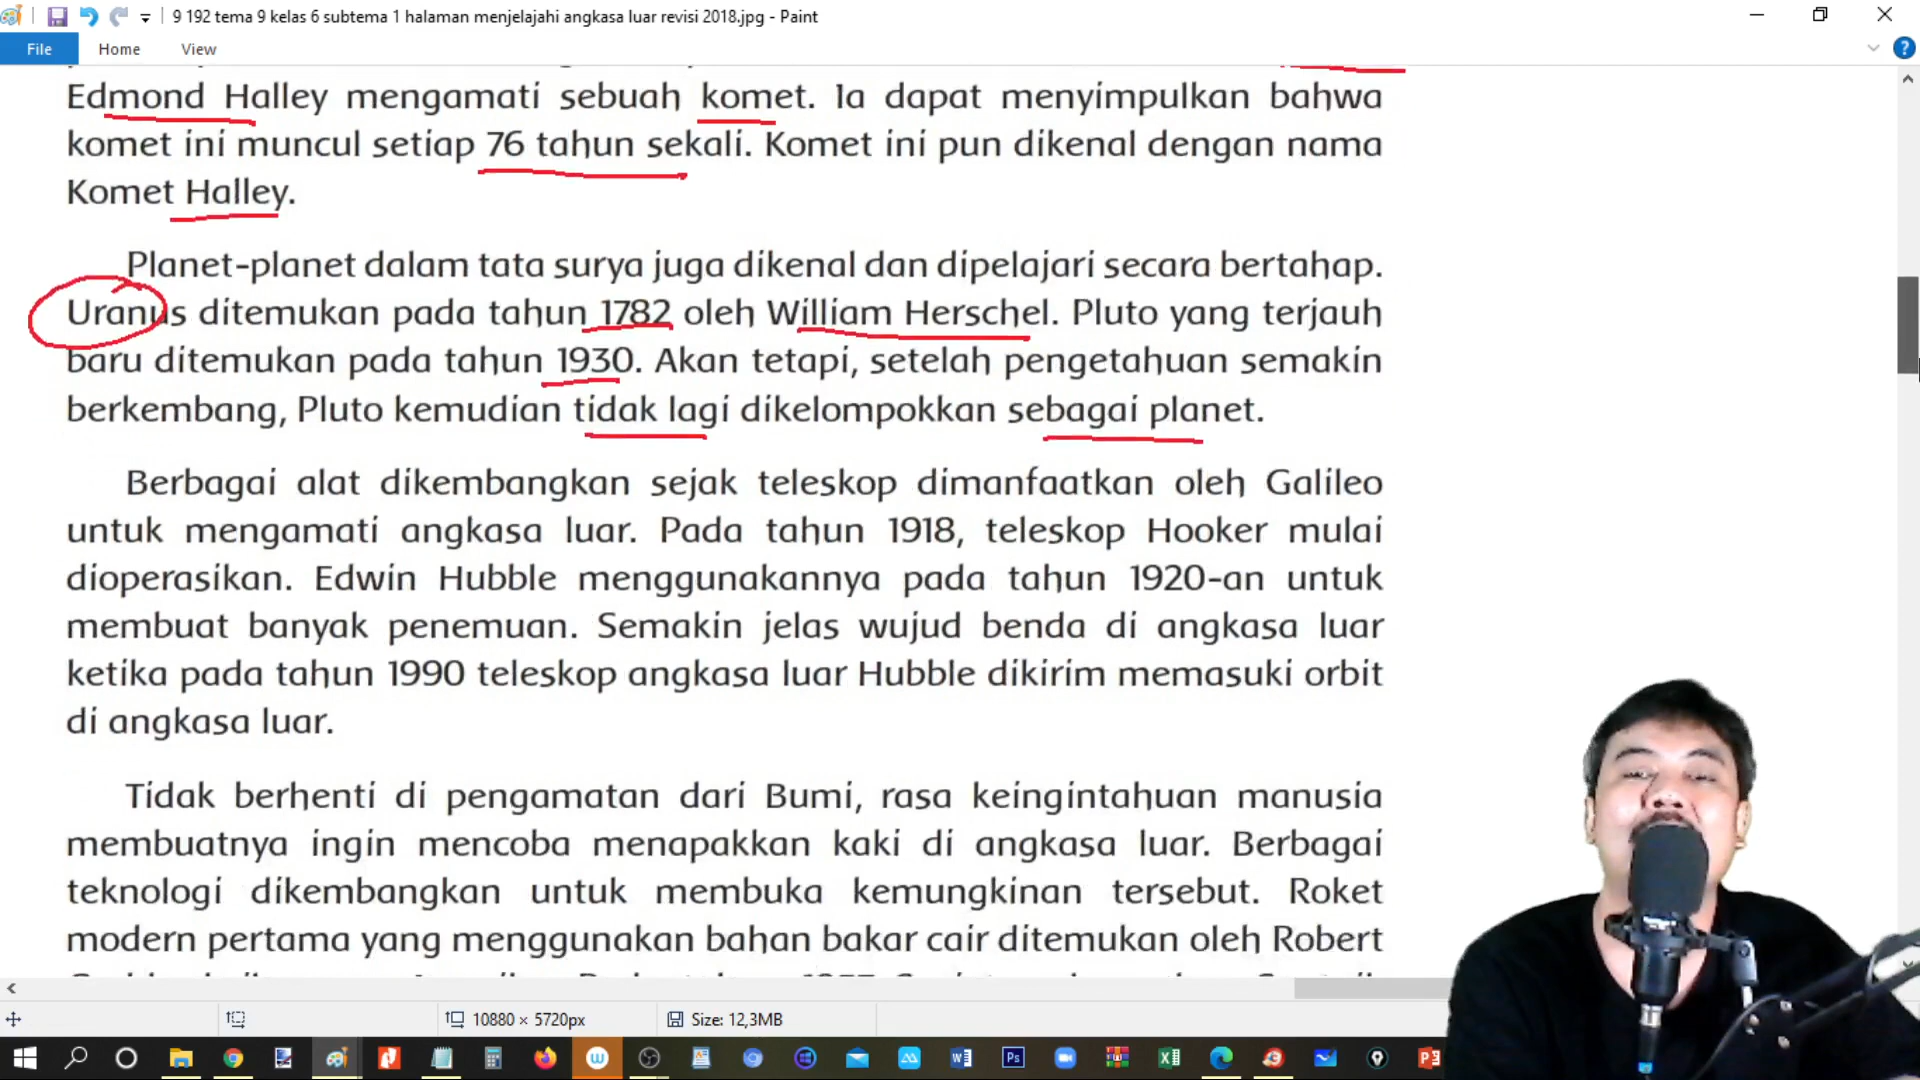 9 192 tema 9 kelas 6 subtema 1 halaman menjelajahi angkasa luar revisi 2018.jpg - Paint
File Home View
Edmond Halley mengamati sebuah komet. Ia dapat menyimpulkan bahwa
komet ini muncul setiap 76 tahun sekali. Komet ini pun dikenal dengan nama
Komet Halley.
Planet-planet dalam tata surya juga dikenal dan dipelajari secara bertahap.
Uranus ditemukan pada tahun 1782 oleh William Herschel. Pluto yang terjauh
baru ditemukan pada tahun 1930. Akan tetapi, setelah pengetahuan semakin
berkembang, Pluto kemudian tidak lagi dikelompokkan sebagai planet.
Berbagai alat dikembangkan sejak teleskop dimanfaatkan oleh Galileo
untuk mengamati angkasa luar. Pada tahun 1918, teleskop Hooker mulai
dioperasikan. Edwin Hubble menggunakannya pada tahun 1920-an untuk
membuat banyak penemuan. Semakin jelas wujud benda di angkasa luar
ketika pada tahun 1990 teleskop angkasa luar Hubble dikirim memasuki orbit
di angkasa luar.
Tidak berhenti di pengamatan dari Bumi, rasa keingintahuan manusia
membuatnya ingin mencoba menapakkan kaki di angkasa luar. Berbagai
teknologi dikembangkan untuk membuka kemungkinan tersebut. Roket
modern pertama yang menggunakan bahan bakar cair ditemukan oleh Robert
10880 × 5720px Size: 12,3MB